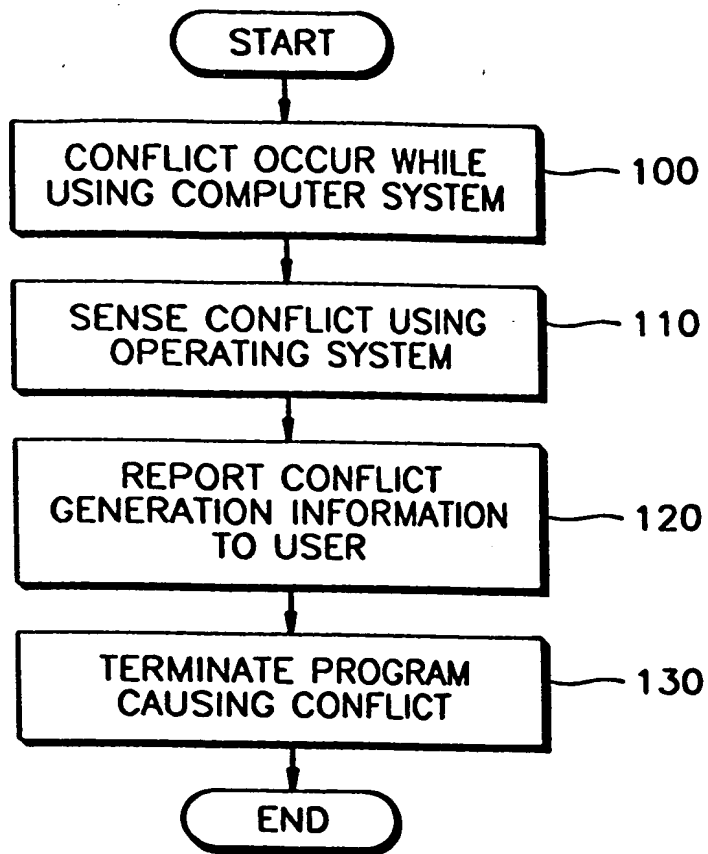 START
CONFLICT OCCUR WHILE
USING COMPUTER SYSTEM
100
SENSE CONFLICT USING
OPERATING SYSTEM
110
REPORT CONFLICT
GENERATION INFORMATION
TO USER
120
TERMINATE PROGRAM
CAUSING CONFLICT
130
END